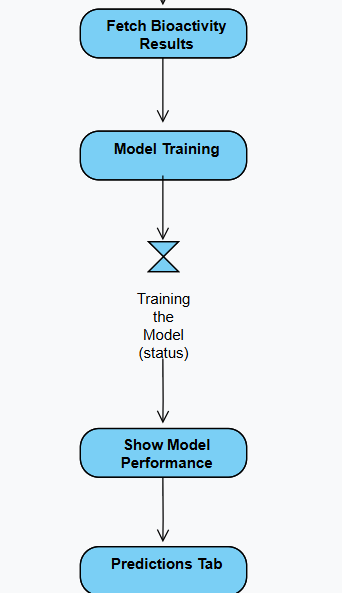 Fetch Bioactivity
Results
Model Training
Training
the
Model
(status)
Show Model
Performance
Predictions Tab